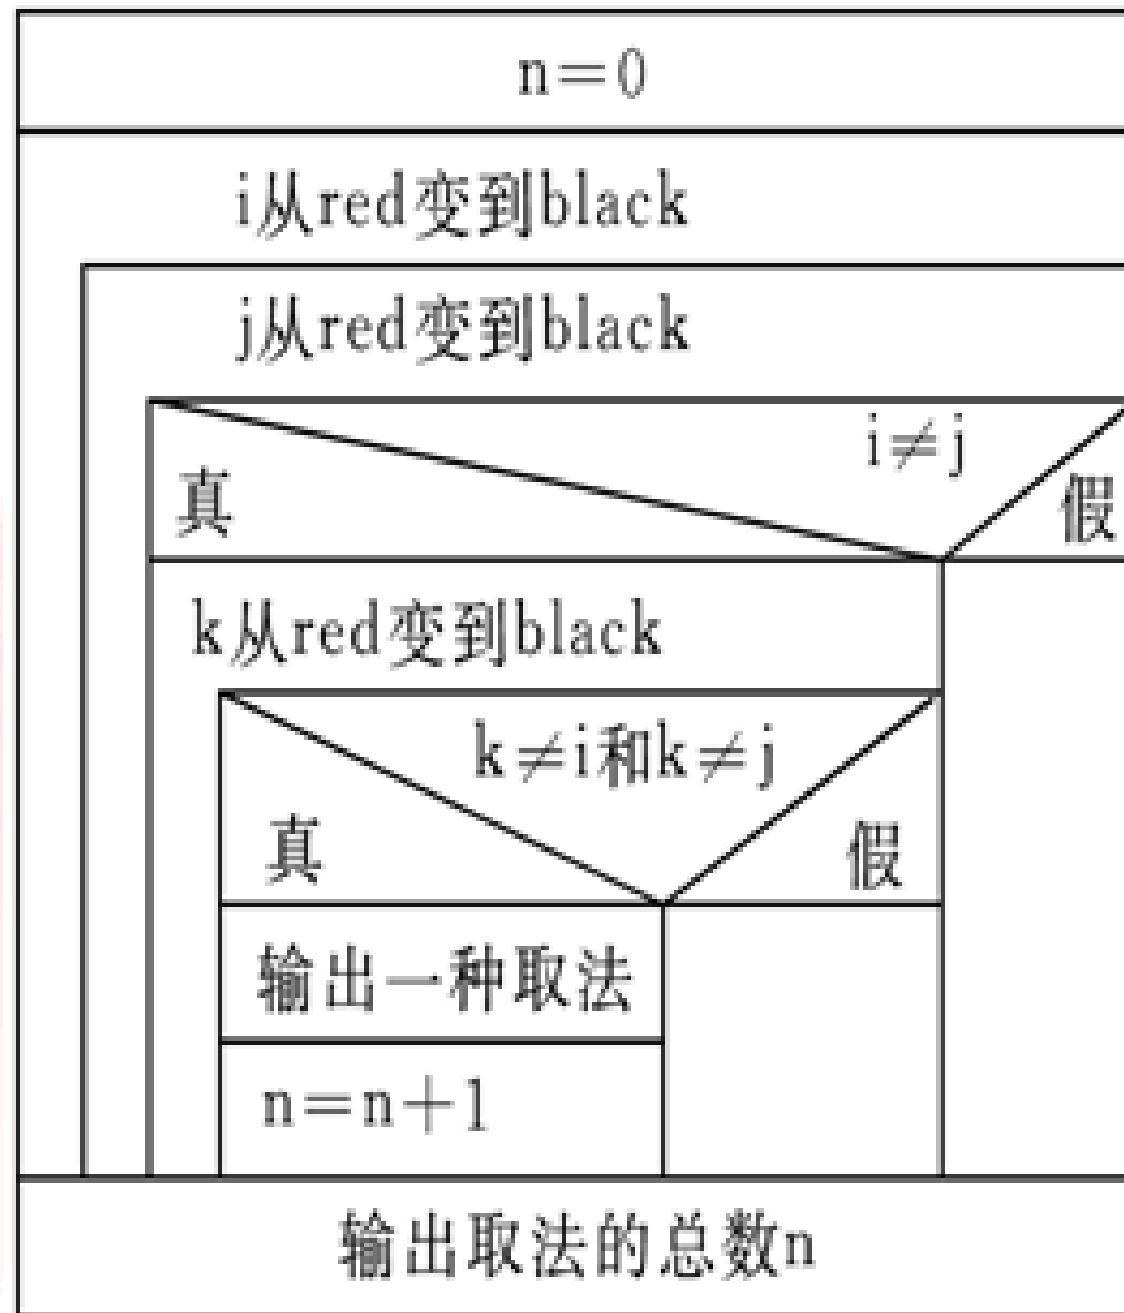 n=0
i从red变到black
j从red变到black
i≠j
真 假
k从red变到black
k≠i和k≠j
真 假
输出一种取法
n=n+1
输出取法的总数n